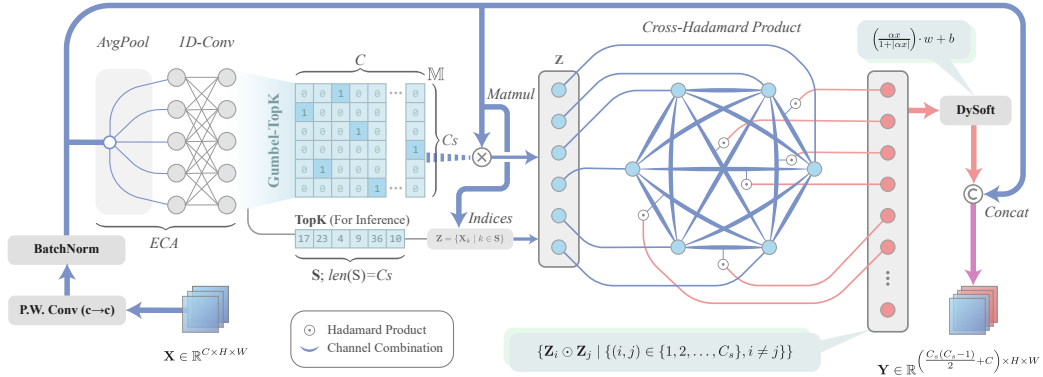 AvgPool
1D-Conv
ECA
BatchNorm
P.W. Conv (c→c)
X ∈ ℝ^{C×H×W}
Gumbel-TopK
C
𝕄
0 0 1 0 0 ··· 0
1 0 0 0 0 0
0 0 0 1 0 0
0 0 0 0 0 1
0 1 0 0 0 0
0 0 0 0 1 ··· 0
Cs
TopK (For Inference)
17 23 4 9 36 10
S; len(S)=Cs
Matmul
Indices
Z = {X_k | k ∈ S}
Z
Cross-Hadamard Product
Hadamard Product
Channel Combination
{Z_i ⊙ Z_j | {(i, j) ∈ {1, 2, . . . , C_s}, i ≠ j}}
(αx / 1+|αx|) · w + b
DySoft
C
Concat
Y ∈ ℝ^{(C_s(C_s−1)/2 + C)×H×W}